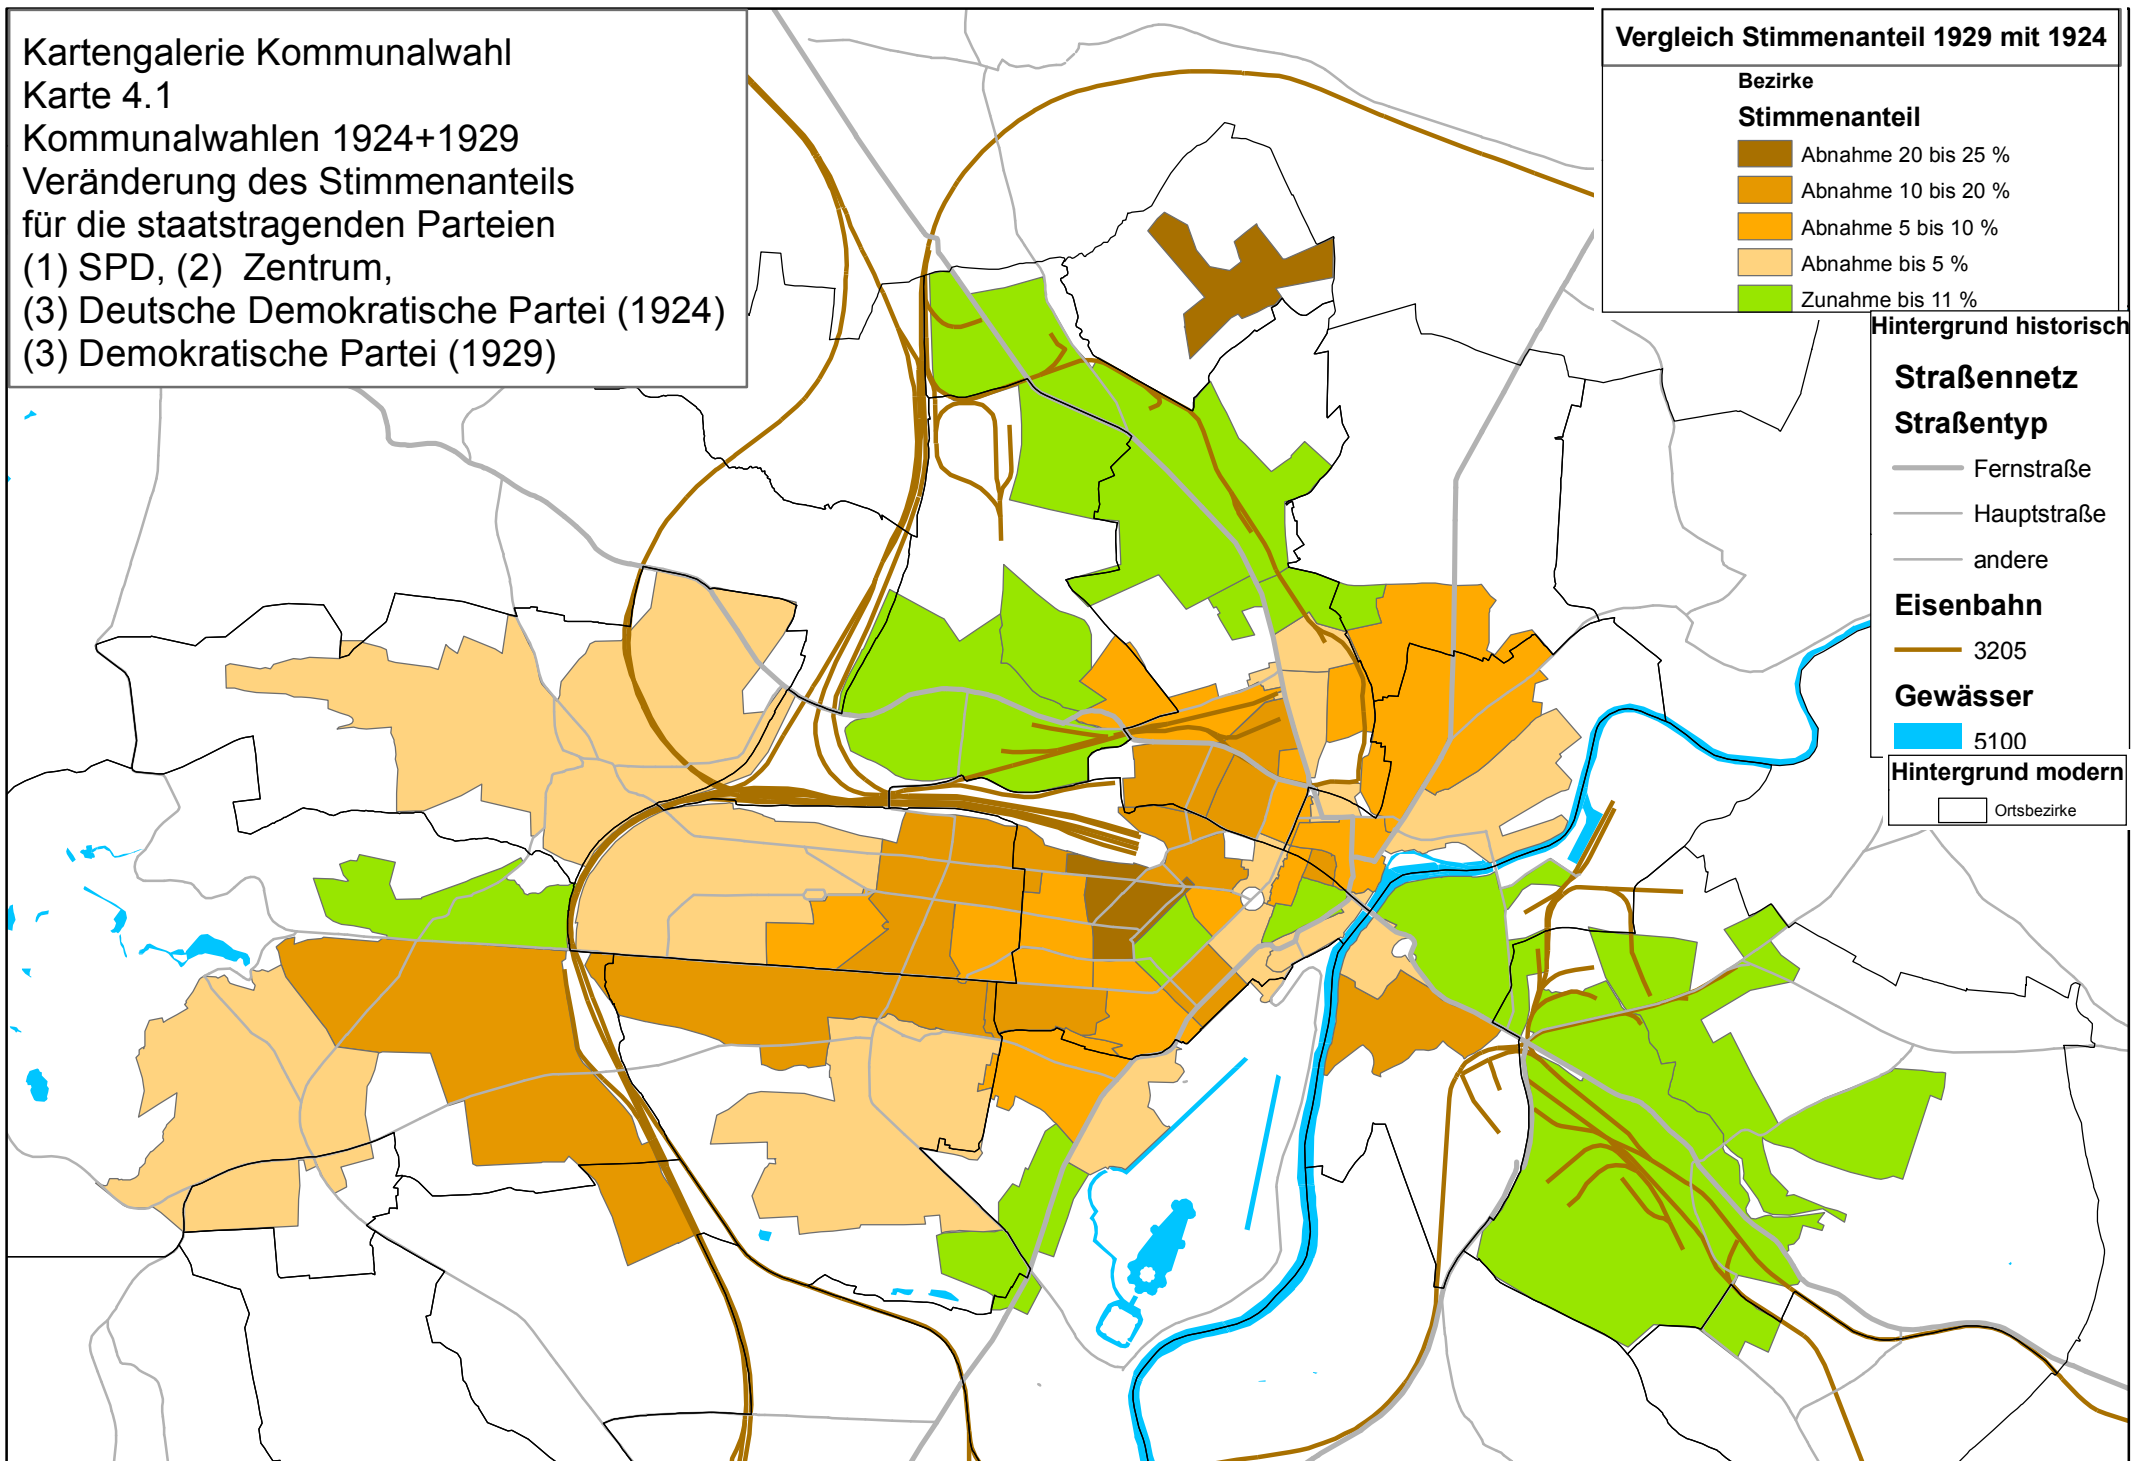 Kartengalerie Kommunalwahl
Karte 4.1
Kommunalwahlen 1924+1929
Veränderung des Stimmenanteils
für die staatstragenden Parteien
(1) SPD, (2) Zentrum,
(3) Deutsche Demokratische Partei (1924)
(3) Demokratische Partei (1929)
Vergleich Stimmenanteil 1929 mit 1924
Bezirke
Stimmenanteil
Abnahme 20 bis 25 %
Abnahme 10 bis 20 %
Abnahme 5 bis 10 %
Abnahme bis 5 %
Zunahme bis 11 %
Hintergrund historisch
Straßennetz
Straßentyp
Fernstraße
Hauptstraße
andere
Eisenbahn
3205
Gewässer
5100
Hintergrund modern
Ortsbezirke